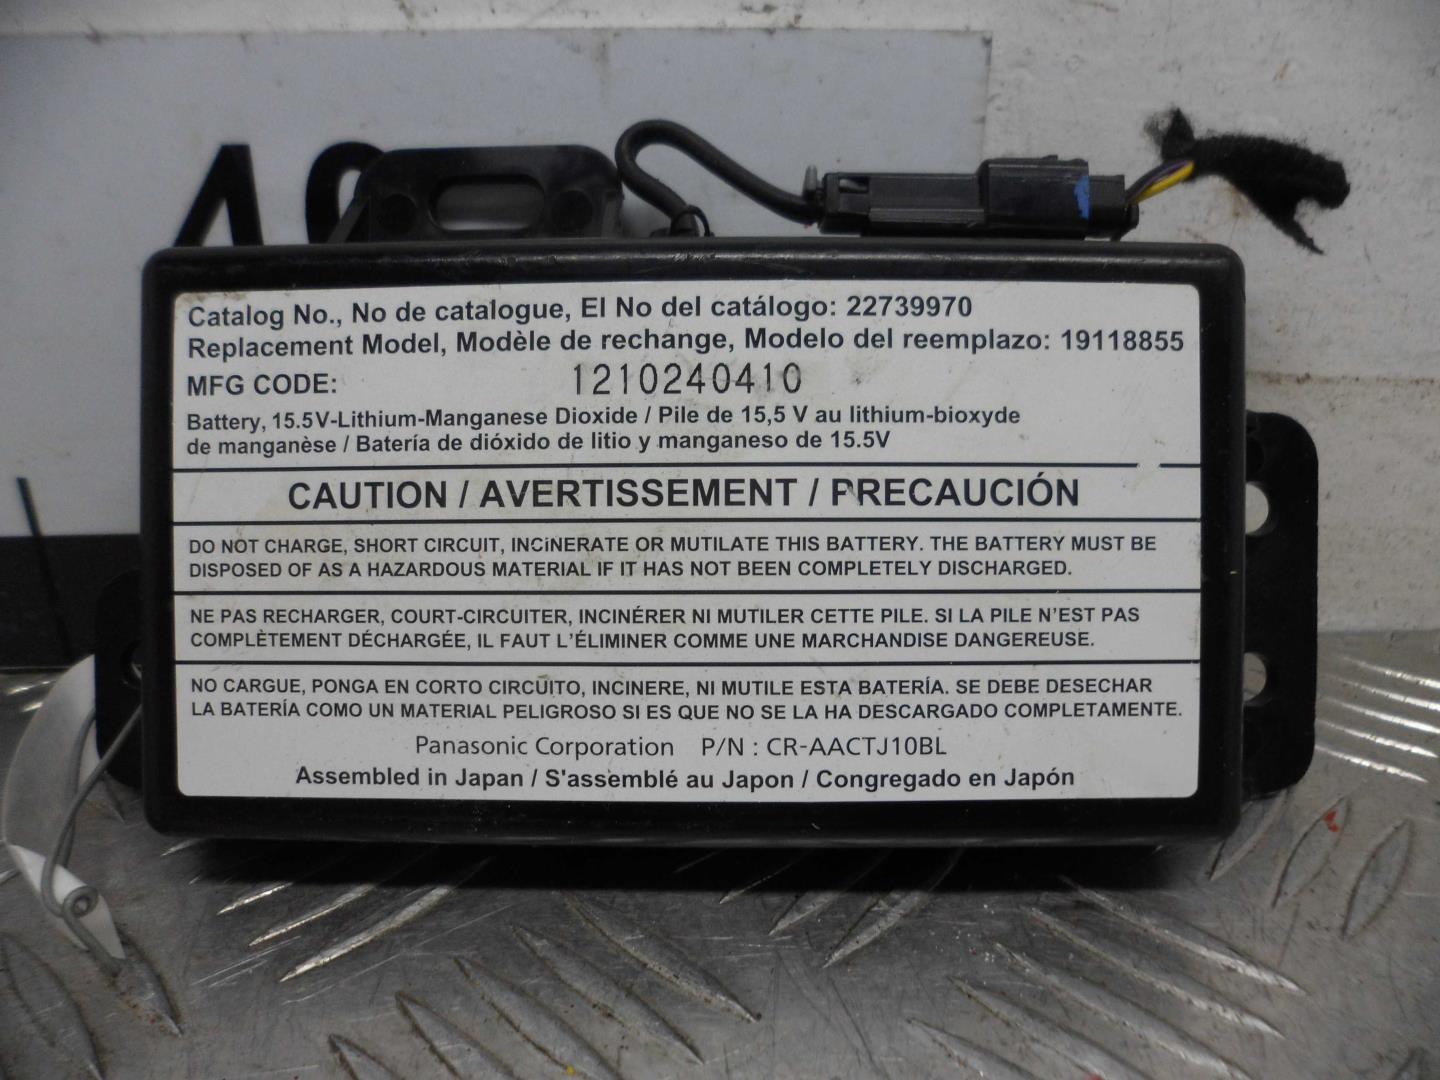 Catalog No., No de catalogue, El No del catálogo: 22739970
Replacement Model, Modèle de rechange, Modelo del reemplazo: 19118855
MFG CODE: 1210240410
Battery, 15.5V-Lithium-Manganese Dioxide / Pile de 15,5 V au lithium-bioxyde
de manganèse / Batería de dióxido de litio y manganeso de 15.5V
CAUTION / AVERTISSEMENT / PRECAUCIÓN
DO NOT CHARGE, SHORT CIRCUIT, INCINERATE OR MUTILATE THIS BATTERY. THE BATTERY MUST BE
DISPOSED OF AS A HAZARDOUS MATERIAL IF IT HAS NOT BEEN COMPLETELY DISCHARGED.
NE PAS RECHARGER, COURT-CIRCUITER, INCINÉRER NI MUTILER CETTE PILE. SI LA PILE N'EST PAS
COMPLÈTEMENT DÉCHARGÉE, IL FAUT L'ÉLIMINER COMME UNE MARCHANDISE DANGEREUSE.
NO CARGUE, PONGA EN CORTO CIRCUITO, INCINERE, NI MUTILE ESTA BATERÍA. SE DEBE DESECHAR
LA BATERÍA COMO UN MATERIAL PELIGROSO SI ES QUE NO SE LA HA DESCARGADO COMPLETAMENTE.
Panasonic Corporation P/N : CR-AACTJ10BL
Assembled in Japan / S'assemblé au Japon / Congregado en Japón